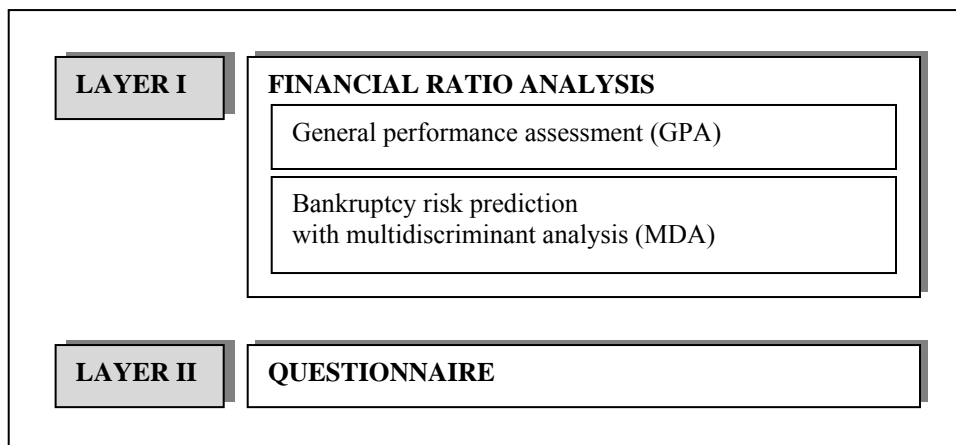 LAYER I
FINANCIAL RATIO ANALYSIS
General performance assessment (GPA)
Bankruptcy risk prediction
with multidiscriminant analysis (MDA)
LAYER II
QUESTIONNAIRE